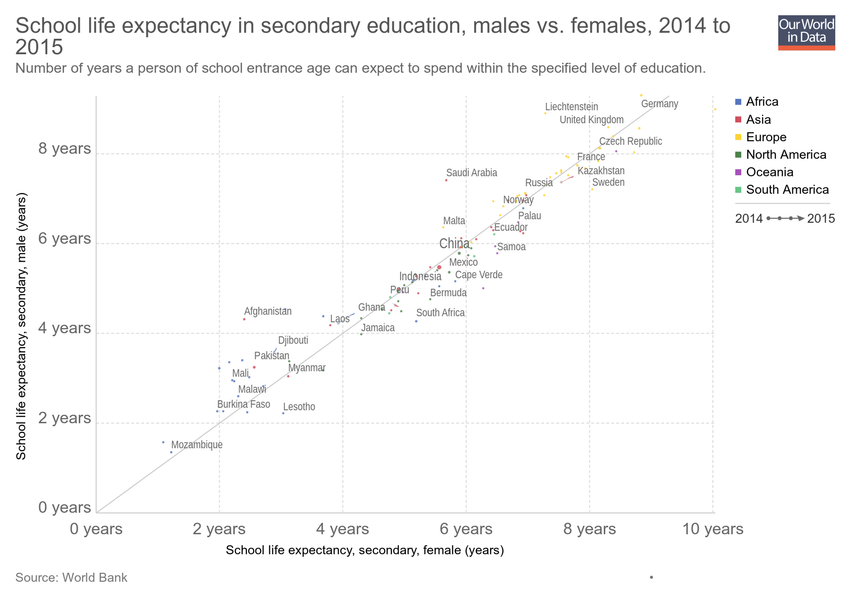 School life expectancy in secondary education, males vs. females, 2014 to
2015
Our World
in Data
Number of years a person of school entrance age can expect to spend within the specified level of education.
Africa
Asia
Europe
North America
Oceania
South America
2014 2015
School life expectancy, secondary, male (years)
8 years
6 years
4 years
2 years
0 years
Liechtenstein
Germany
United Kingdom
Czech Republic
France
Kazakhstan
Saudi Arabia
Russia
Sweden
Norway
Palau
Malta
Ecuador
China
Samoa
Mexico
Indonesia
Cape Verde
Peru
Bermuda
Ghana
Afghanistan
South Africa
Laos
Jamaica
Djibouti
Pakistan
Myanmar
Mali
Malawi
Burkina Faso
Lesotho
Mozambique
0 years
2 years
4 years
6 years
8 years
10 years
School life expectancy, secondary, female (years)
Source: World Bank